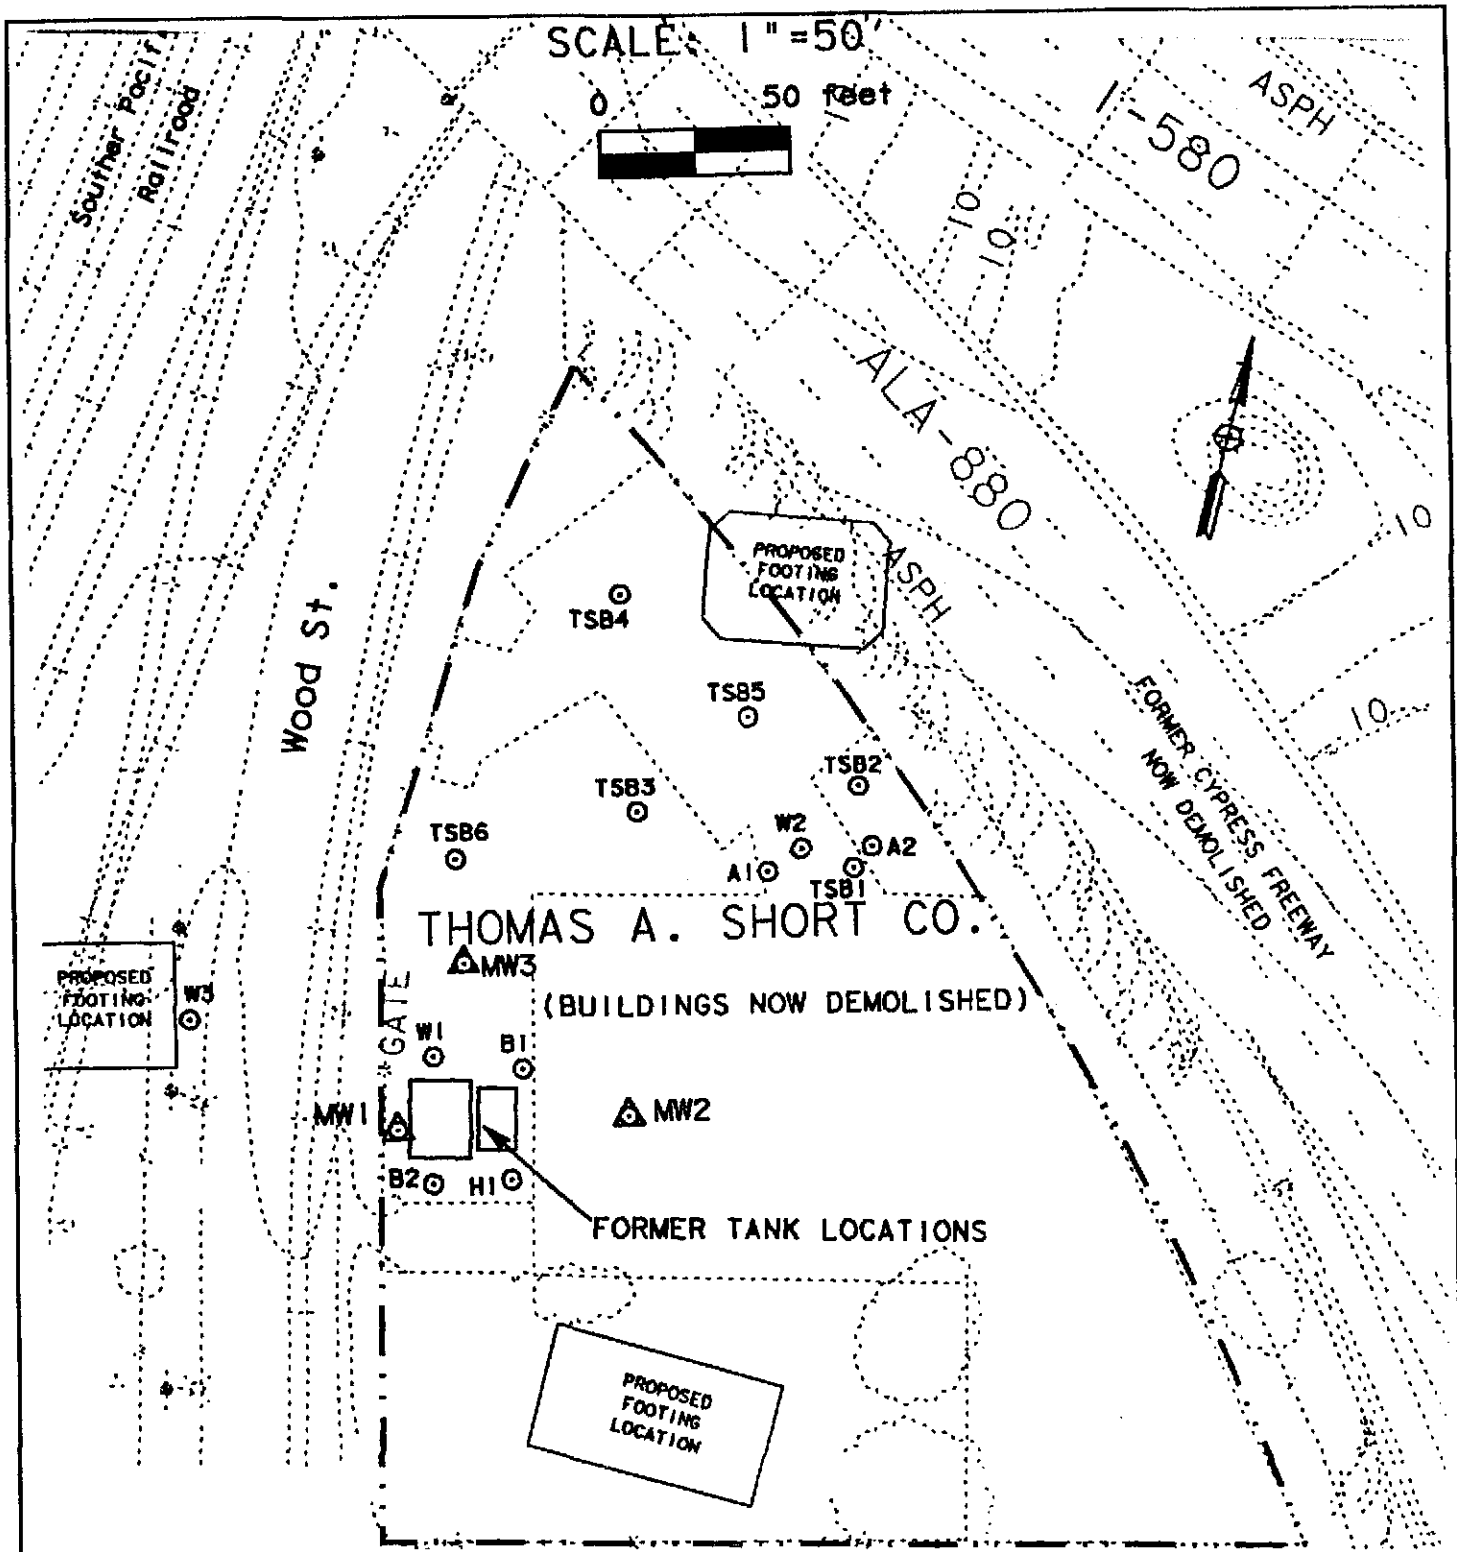 SCALE: 1"=50'
0 50 feet
Souther Pacif
Railroad
ASPH
I-580
10
10
10
ALA-880
10
PROPOSED
FOOTING
LOCATION
ASPH
TSB4
Wood St.
TSB5
10
FORMER CYPRESS FREEWAY
NOW DEMOLISHED
TSB2
TSB3
TSB6
W2
A2
A1
TSB1
THOMAS A. SHORT CO.
MW3
PROPOSED
FOOTING
LOCATION
W3
GATE
(BUILDINGS NOW DEMOLISHED)
W1
B1
MW1
MW2
B2
H1
FORMER TANK LOCATIONS
PROPOSED
FOOTING
LOCATION